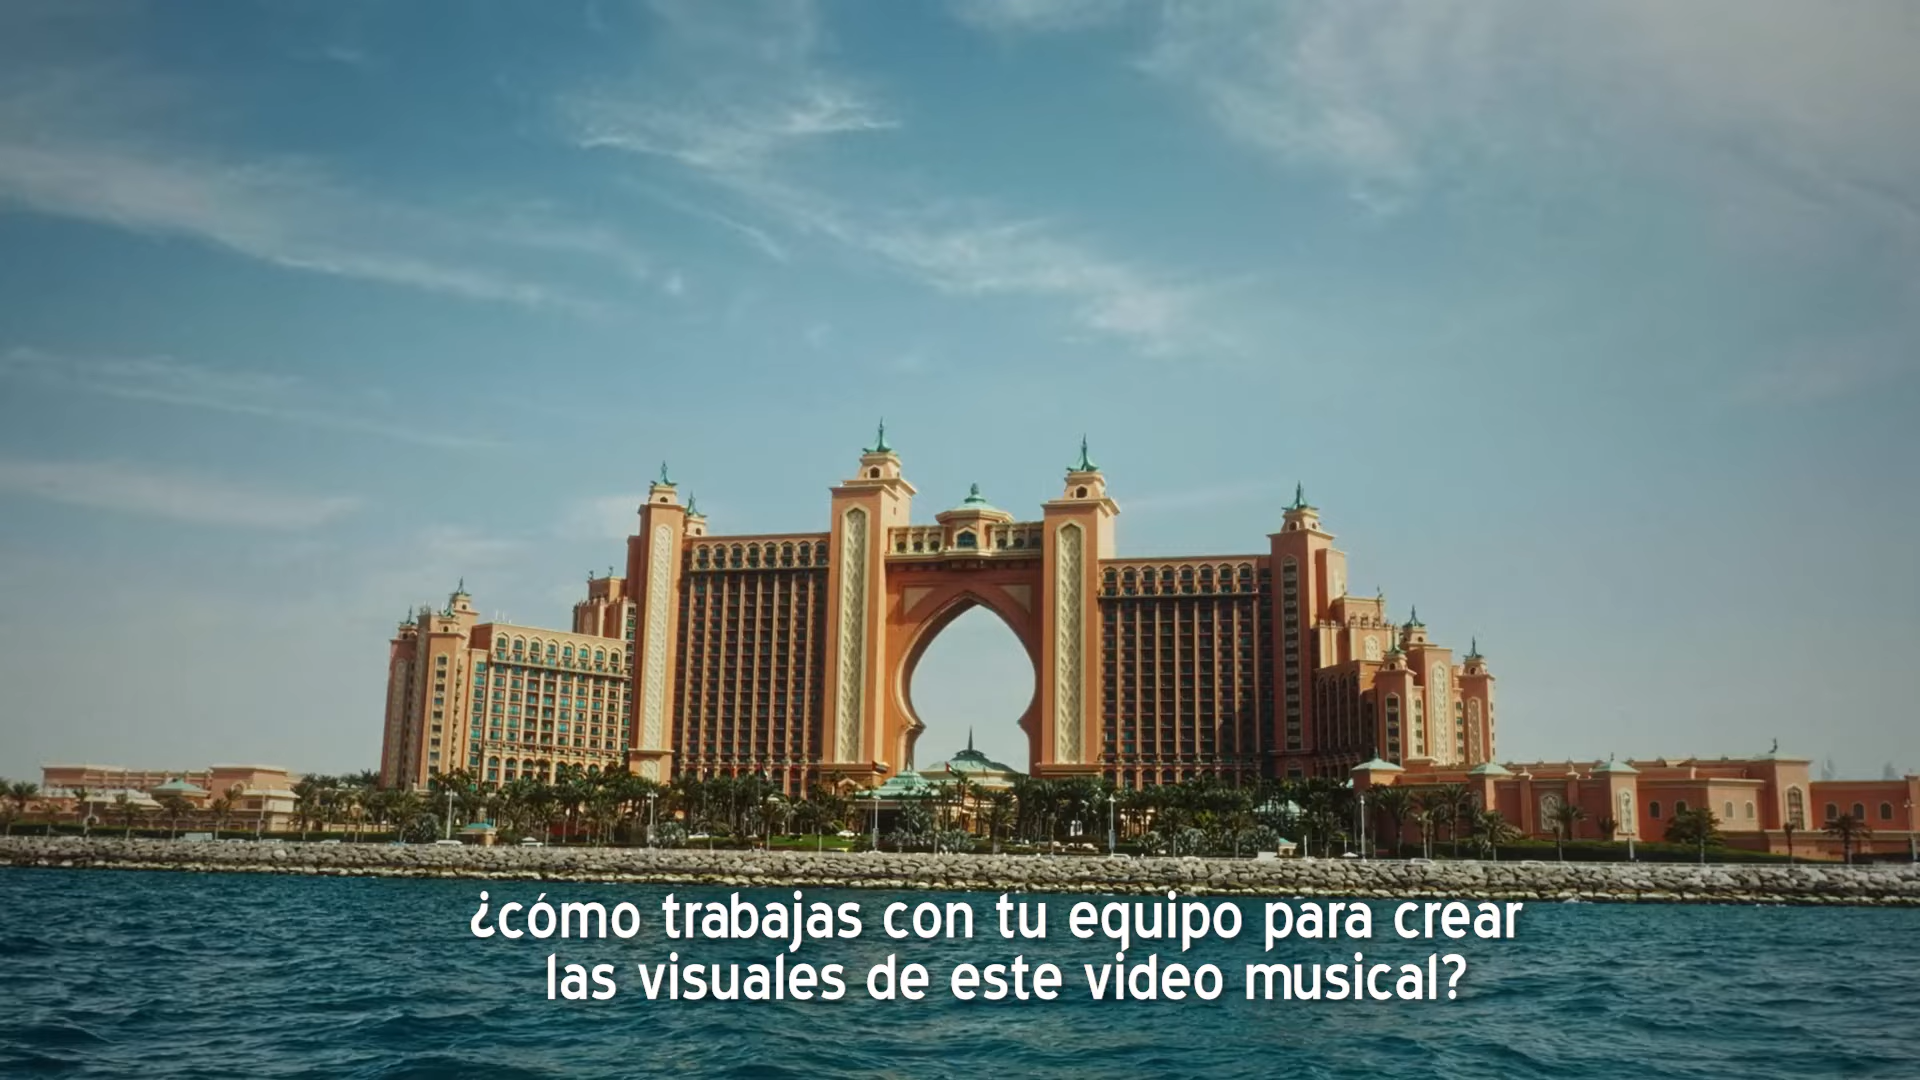 ¿cómo trabajas con tu equipo para crear
las visuales de este video musical?